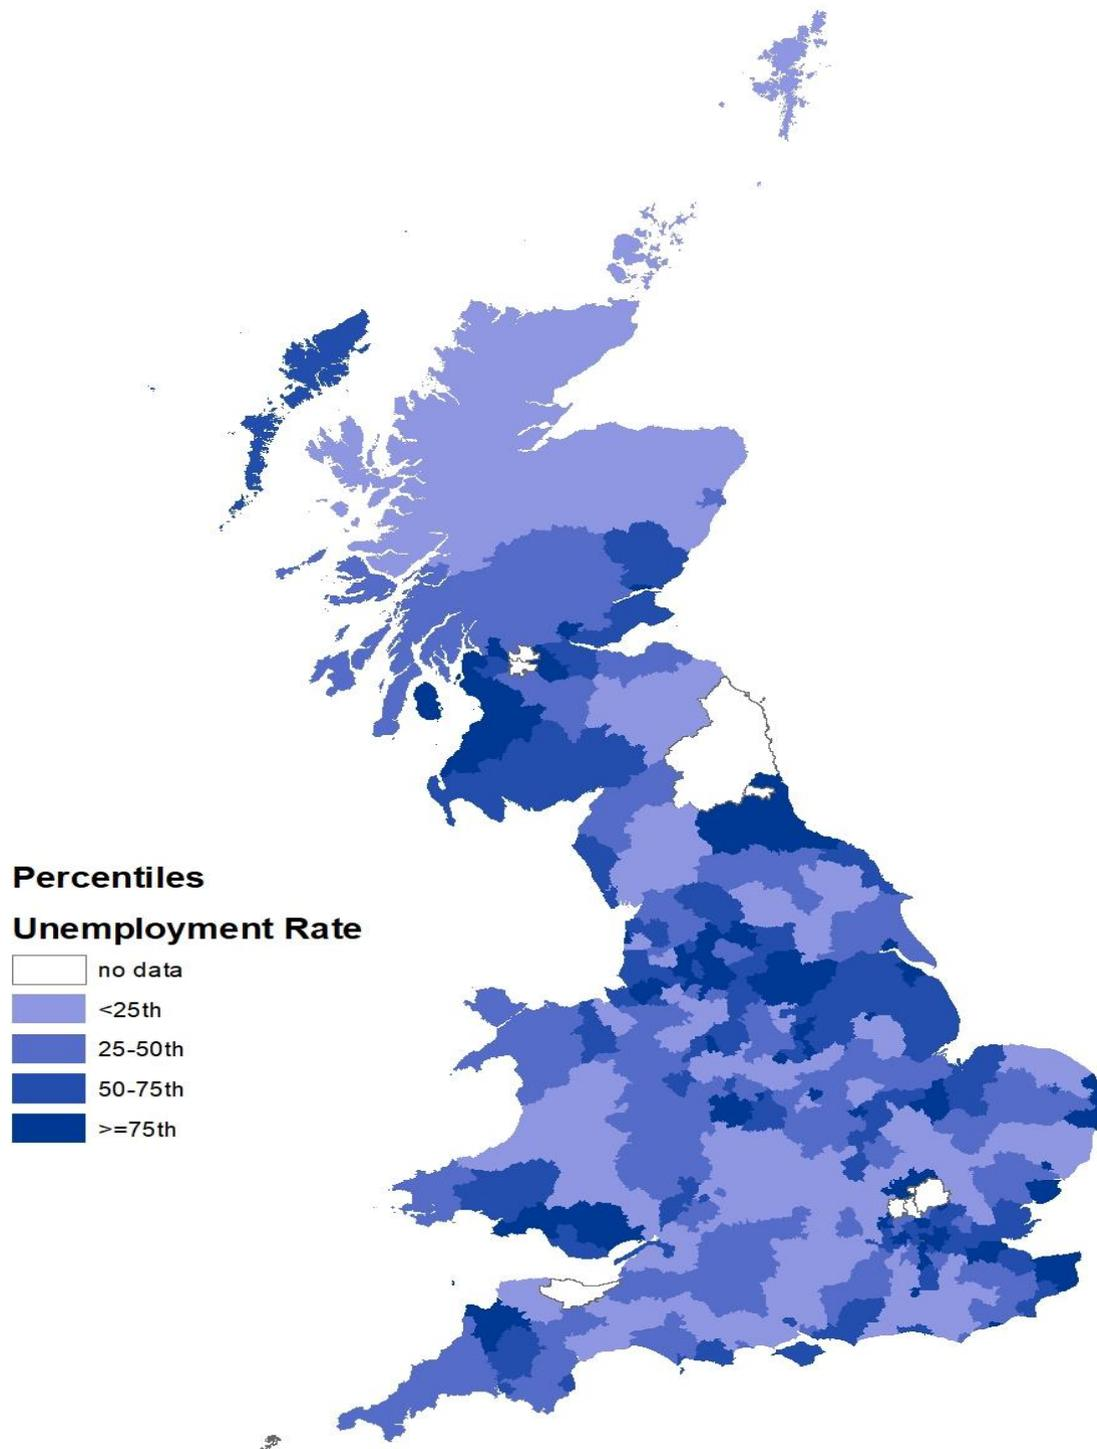 Percentiles
Unemployment Rate
no data
<25th
25-50th
50-75th
>=75th